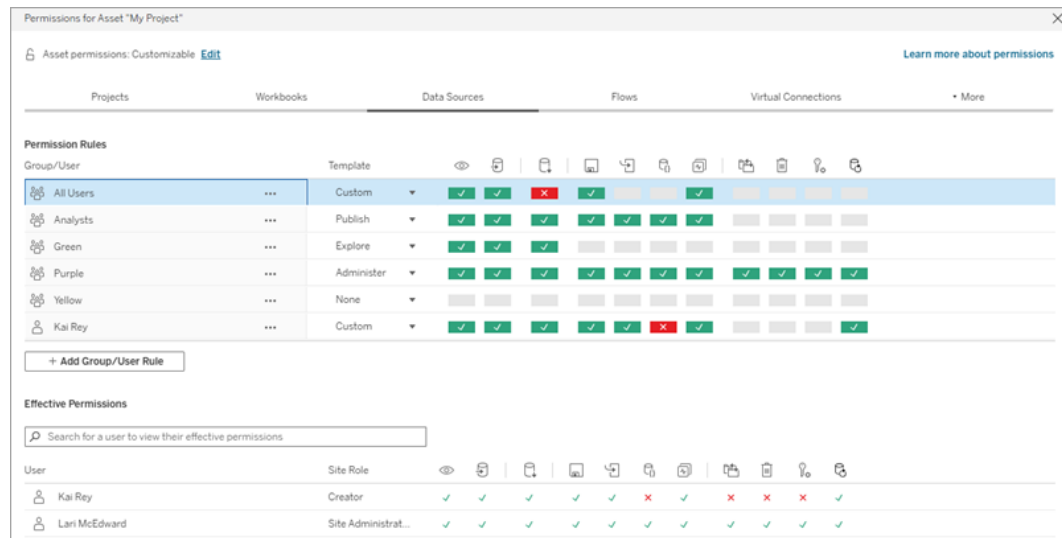 Permissions for Asset "My Project"
Asset permissions: Customizable Edit
Learn more about permissions
Projects Workbooks Data Sources Flows Virtual Connections • More
Permission Rules
Group/User Template
All Users ••• Custom
Analysts ••• Publish
Green ••• Explore
Purple ••• Administer
Yellow ••• None
Kai Rey ••• Custom
+ Add Group/User Rule
Effective Permissions
Search for a user to view their effective permissions
User Site Role
Kai Rey Creator
Lari McEdward Site Administrat...